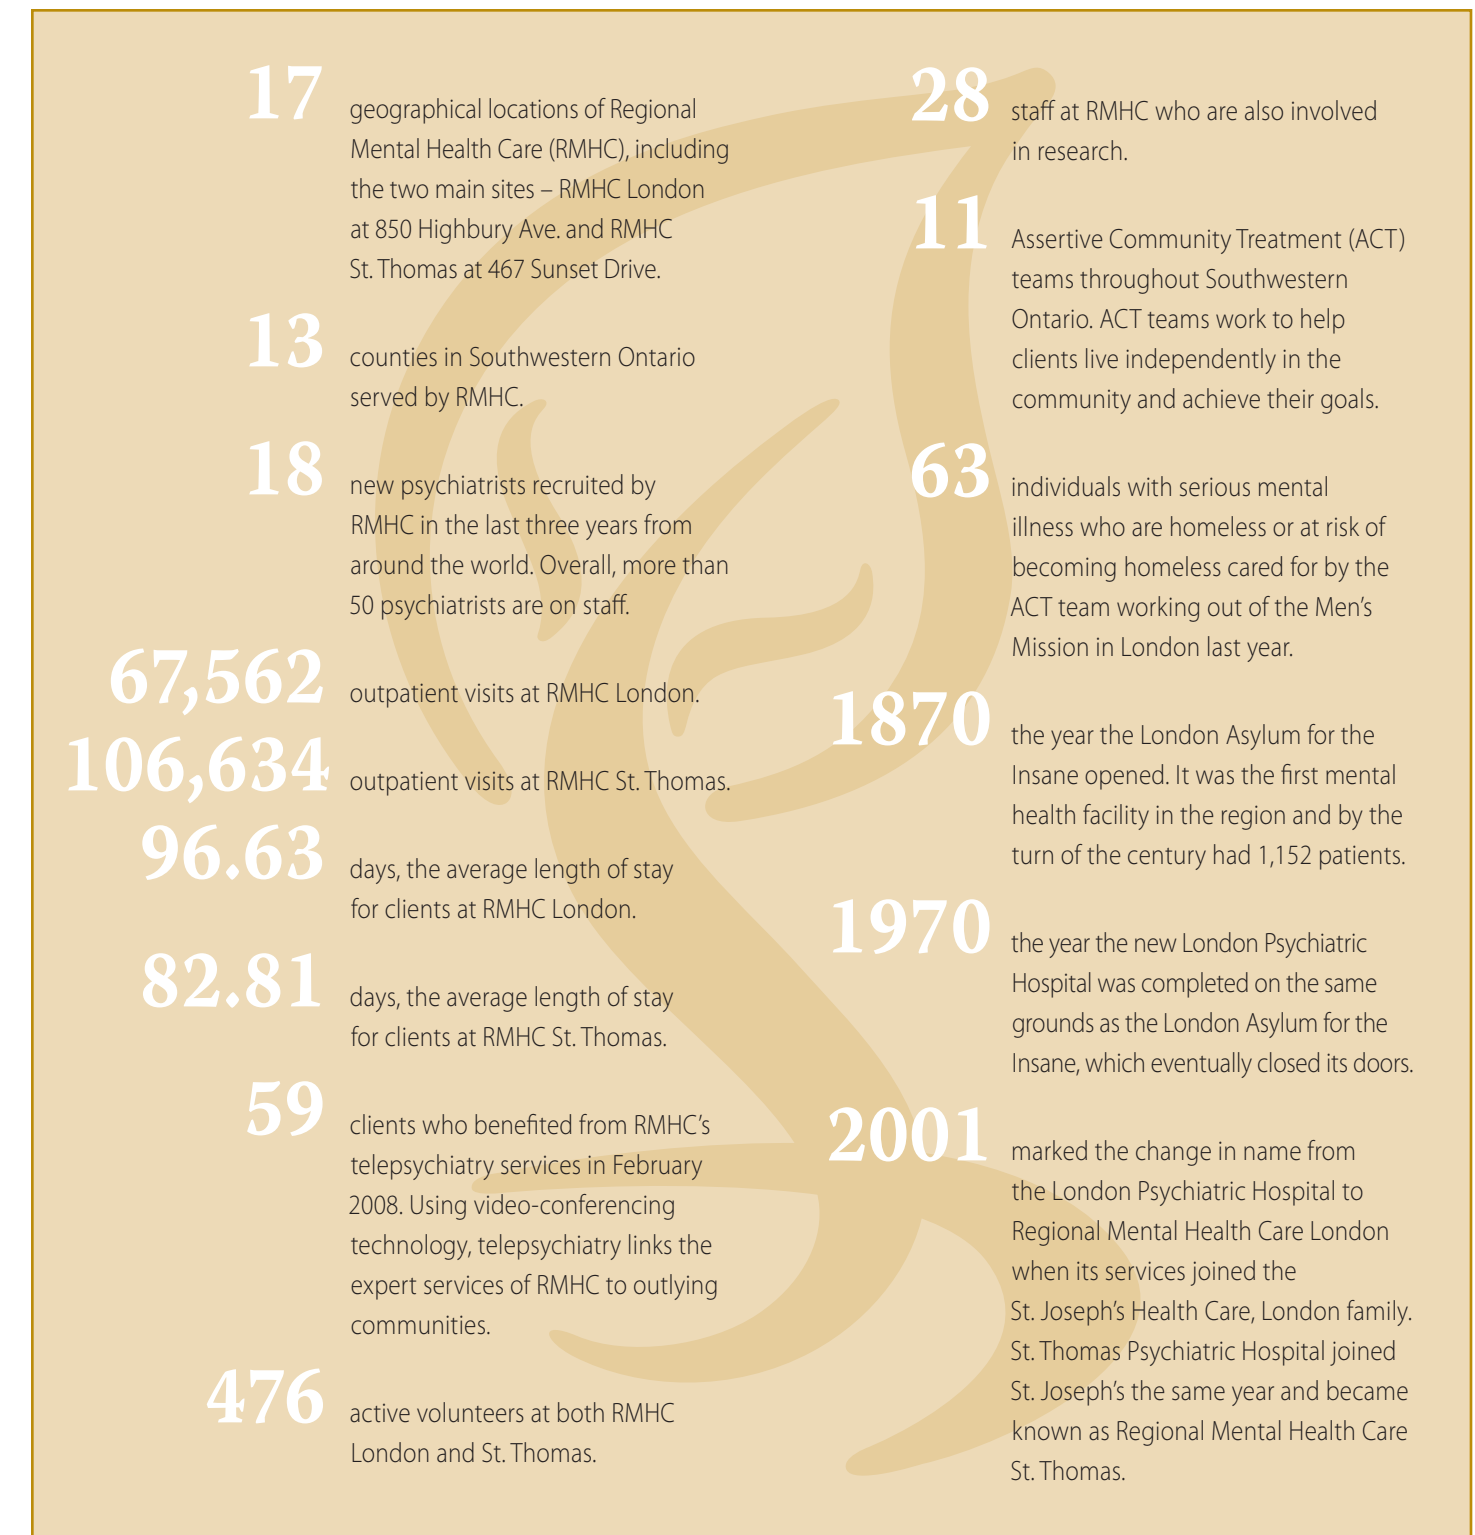 17
geographical locations of Regional
Mental Health Care (RMHC), including
the two main sites – RMHC London
at 850 Highbury Ave. and RMHC
St. Thomas at 467 Sunset Drive.
13
counties in Southwestern Ontario
served by RMHC.
18
new psychiatrists recruited by
RMHC in the last three years from
around the world. Overall, more than
50 psychiatrists are on staff.
67,562
outpatient visits at RMHC London.
106,634
outpatient visits at RMHC St. Thomas.
96.63
days, the average length of stay
for clients at RMHC London.
82.81
days, the average length of stay
for clients at RMHC St. Thomas.
59
clients who benefited from RMHC’s
telepsychiatry services in February
2008. Using video-conferencing
technology, telepsychiatry links the
expert services of RMHC to outlying
communities.
476
active volunteers at both RMHC
London and St. Thomas.
28
staff at RMHC who are also involved
in research.
11
Assertive Community Treatment (ACT)
teams throughout Southwestern
Ontario. ACT teams work to help
clients live independently in the
community and achieve their goals.
63
individuals with serious mental
illness who are homeless or at risk of
becoming homeless cared for by the
ACT team working out of the Men’s
Mission in London last year.
1870
the year the London Asylum for the
Insane opened. It was the first mental
health facility in the region and by the
turn of the century had 1,152 patients.
1970
the year the new London Psychiatric
Hospital was completed on the same
grounds as the London Asylum for the
Insane, which eventually closed its doors.
2001
marked the change in name from
the London Psychiatric Hospital to
Regional Mental Health Care London
when its services joined the
St. Joseph’s Health Care, London family.
St. Thomas Psychiatric Hospital joined
St. Joseph’s the same year and became
known as Regional Mental Health Care
St. Thomas.